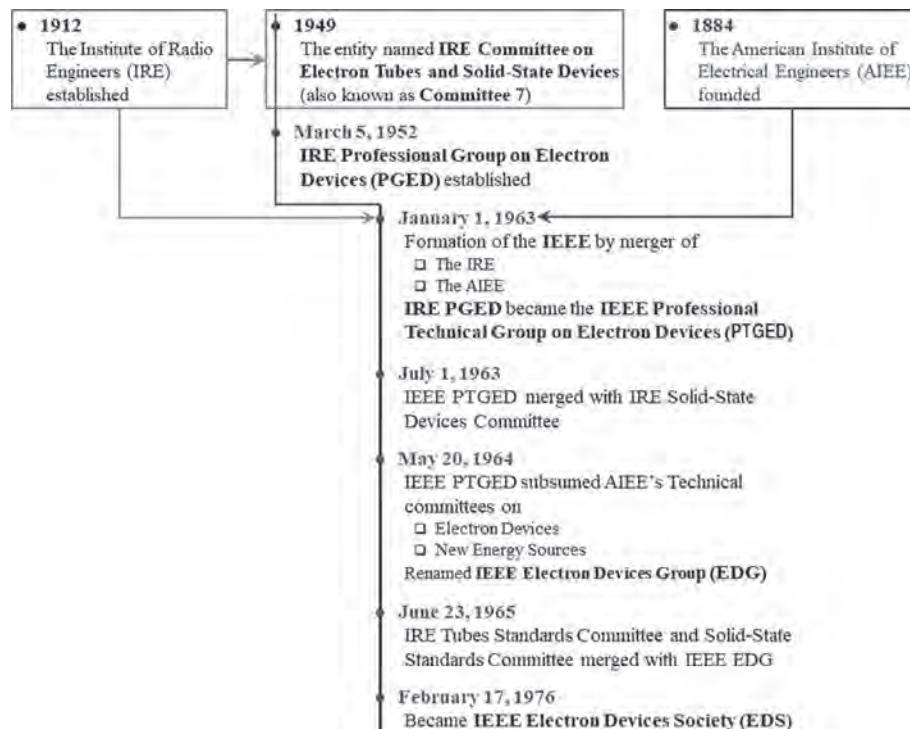 1912
The Institute of Radio
Engineers (IRE)
established
1949
The entity named IRE Committee on
Electron Tubes and Solid-State Devices
(also known as Committee 7)
1884
The American Institute of
Electrical Engineers (AIEE)
founded
March 5, 1952
IRE Professional Group on Electron
Devices (PGED) established
January 1, 1963
Formation of the IEEE by merger of
❑ The IRE
❑ The AIEE
IRE PGED became the IEEE Professional
Technical Group on Electron Devices (PTGED)
July 1, 1963
IEEE PTGED merged with IRE Solid-State
Devices Committee
May 20, 1964
IEEE PTGED subsumed AIEE's Technical
committees on
❑ Electron Devices
❑ New Energy Sources
Renamed IEEE Electron Devices Group (EDG)
June 23, 1965
IRE Tubes Standards Committee and Solid-State
Standards Committee merged with IEEE EDG
February 17, 1976
Became IEEE Electron Devices Society (EDS)